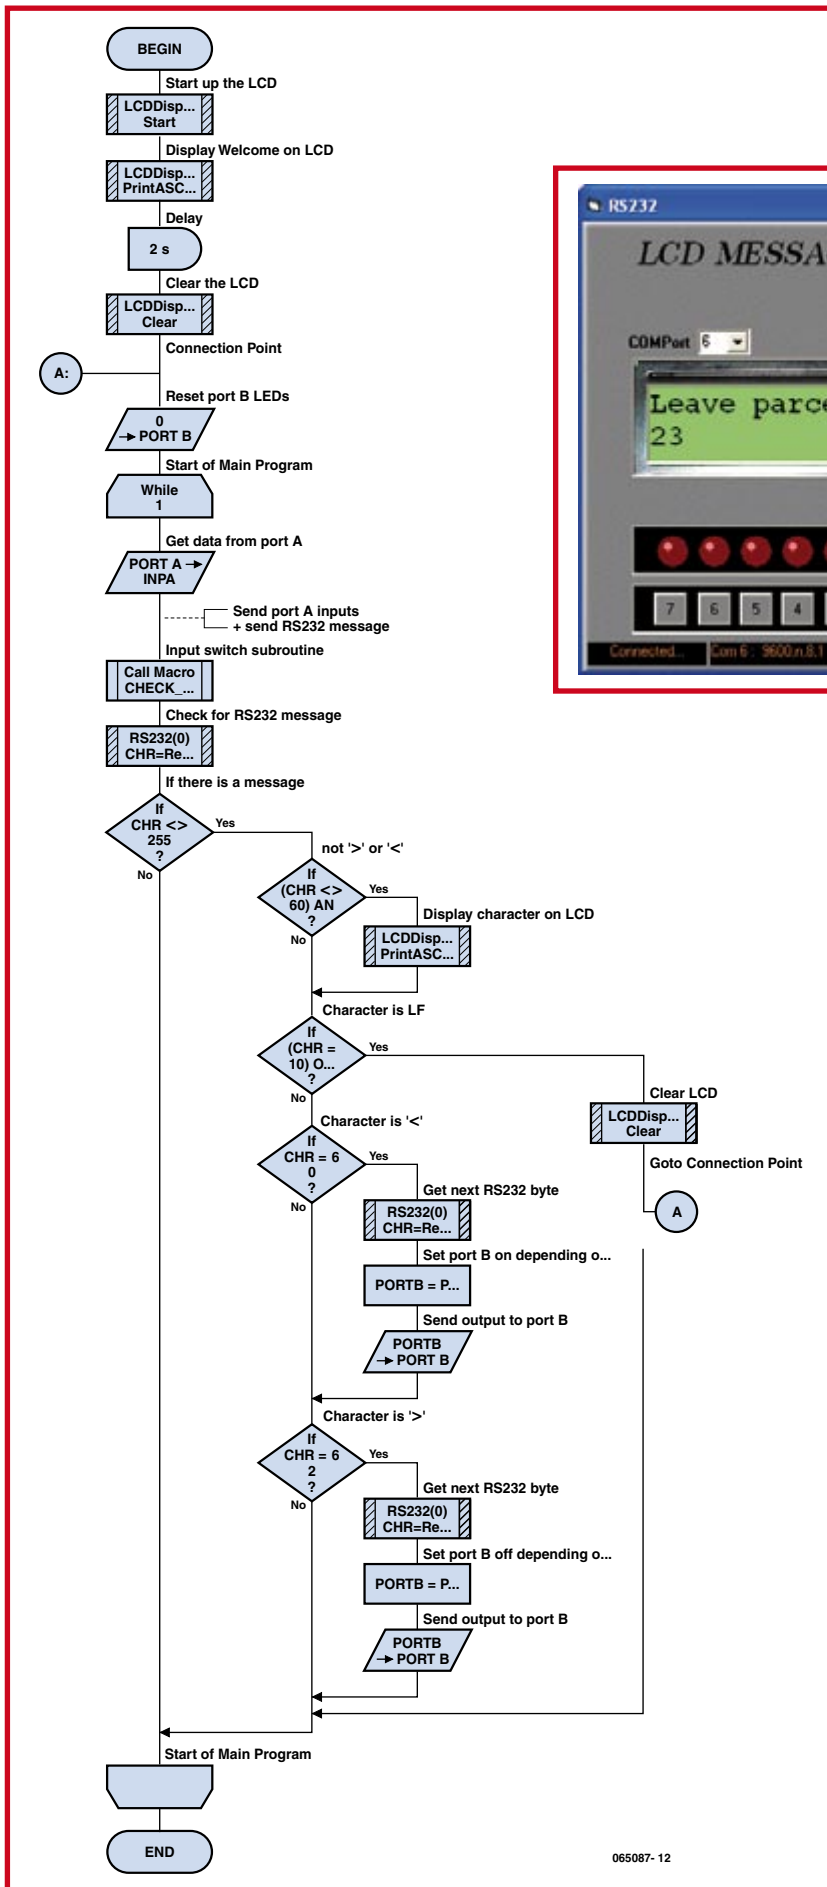 BEGIN
Start up the LCD
LCDDisp...
Start
Display Welcome on LCD
LCDDisp...
PrintASC...
Delay
2 s
Clear the LCD
LCDDisp...
Clear
Connection Point
A:
Reset port B LEDs
0
→ PORT B
Start of Main Program
While
1
Get data from port A
PORT A →
INPA
Send port A inputs
+ send RS232 message
Input switch subroutine
Call Macro
CHECK_...
Check for RS232 message
RS232(0)
CHR=Re...
If there is a message
If
CHR <>
255
?
Yes
No
not '>' or '<'
If
(CHR <>
60) AN
?
Yes
No
Display character on LCD
LCDDisp...
PrintASC...
Character is LF
If
(CHR =
10) O...
?
Yes
No
Clear LCD
LCDDisp...
Clear
Goto Connection Point
A
Character is '<'
If
CHR = 6
0
?
Yes
No
Get next RS232 byte
RS232(0)
CHR=Re...
Set port B on depending o...
PORTB = P...
Send output to port B
PORTB
→ PORT B
Character is '>'
If
CHR = 6
2
?
Yes
No
Get next RS232 byte
RS232(0)
CHR=Re...
Set port B off depending o...
PORTB = P...
Send output to port B
PORTB
→ PORT B
Start of Main Program
END
065087- 12
RS232
LCD MESSA
COMPort 6
Leave parce
23
7 6 5 4
Connected... Com 6 : 9600,n,8,1